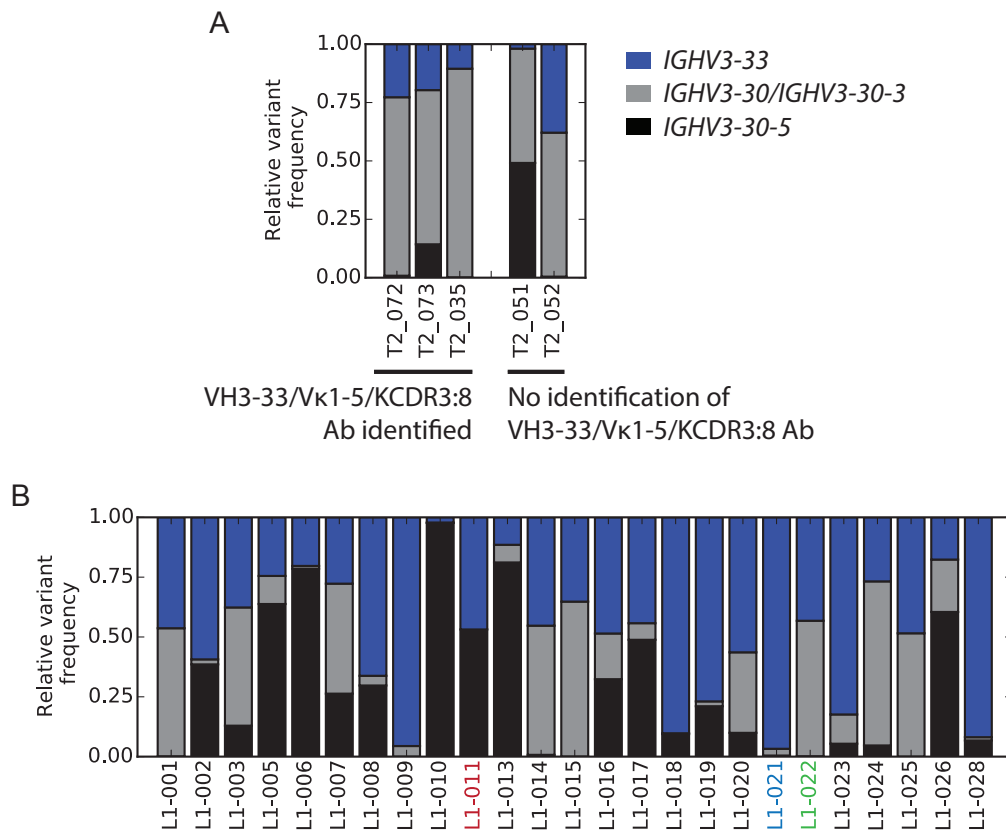 A
Relative variant
frequency
1.00
0.75
0.50
0.25
0.00
T2_072
T2_073
T2_035
T2_051
T2_052
IGHV3-33
IGHV3-30/IGHV3-30-3
IGHV3-30-5
VH3-33/Vκ1-5/KCDR3:8
Ab identified
No identification of
VH3-33/Vκ1-5/KCDR3:8 Ab
B
Relative variant
frequency
1.00
0.75
0.50
0.25
0.00
L1-001
L1-002
L1-003
L1-005
L1-006
L1-007
L1-008
L1-009
L1-010
L1-011
L1-013
L1-014
L1-015
L1-016
L1-017
L1-018
L1-019
L1-020
L1-021
L1-022
L1-023
L1-024
L1-025
L1-026
L1-028